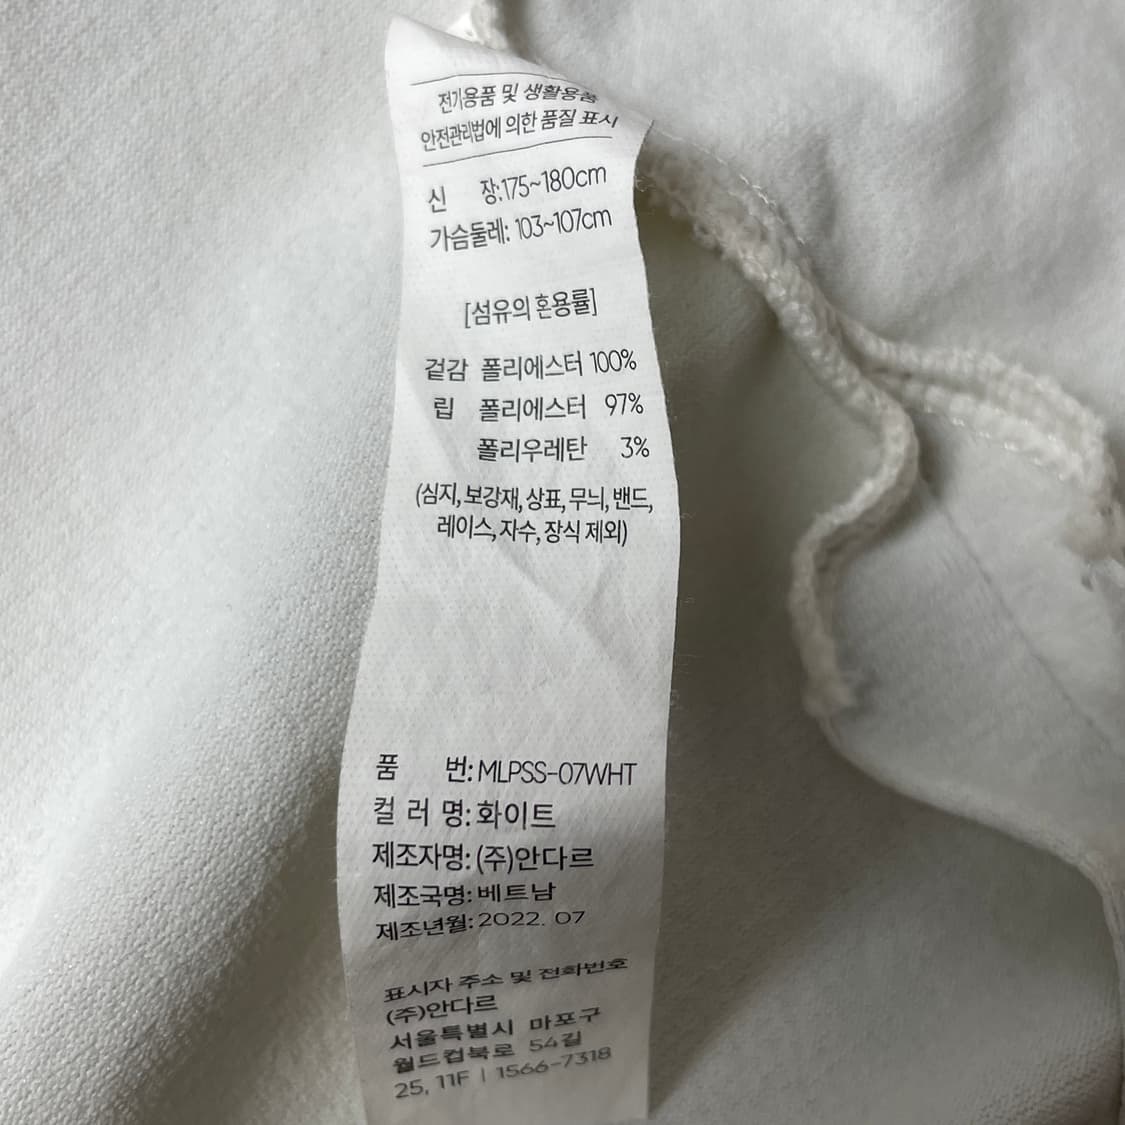 전기용품 및 생활용품
안전관리법에 의한 품질 표시
신 장:175~180cm
가슴둘레: 103~107cm
[섬유의 혼용률]
겉감 폴리에스터 100%
립 폴리에스터 97%
폴리우레탄 3%
(심지, 보강재, 상표, 무늬, 밴드,
레이스, 자수, 장식 제외)
품 번: MLPSS-07WHT
컬 러 명: 화이트
제조자명: (주)안다르
제조국명: 베트남
제조년월: 2022. 07
표시자 주소 및 전화번호
(주)안다르
서울특별시 마포구
월드컵북로 54길
25, 11F | 1566-7318